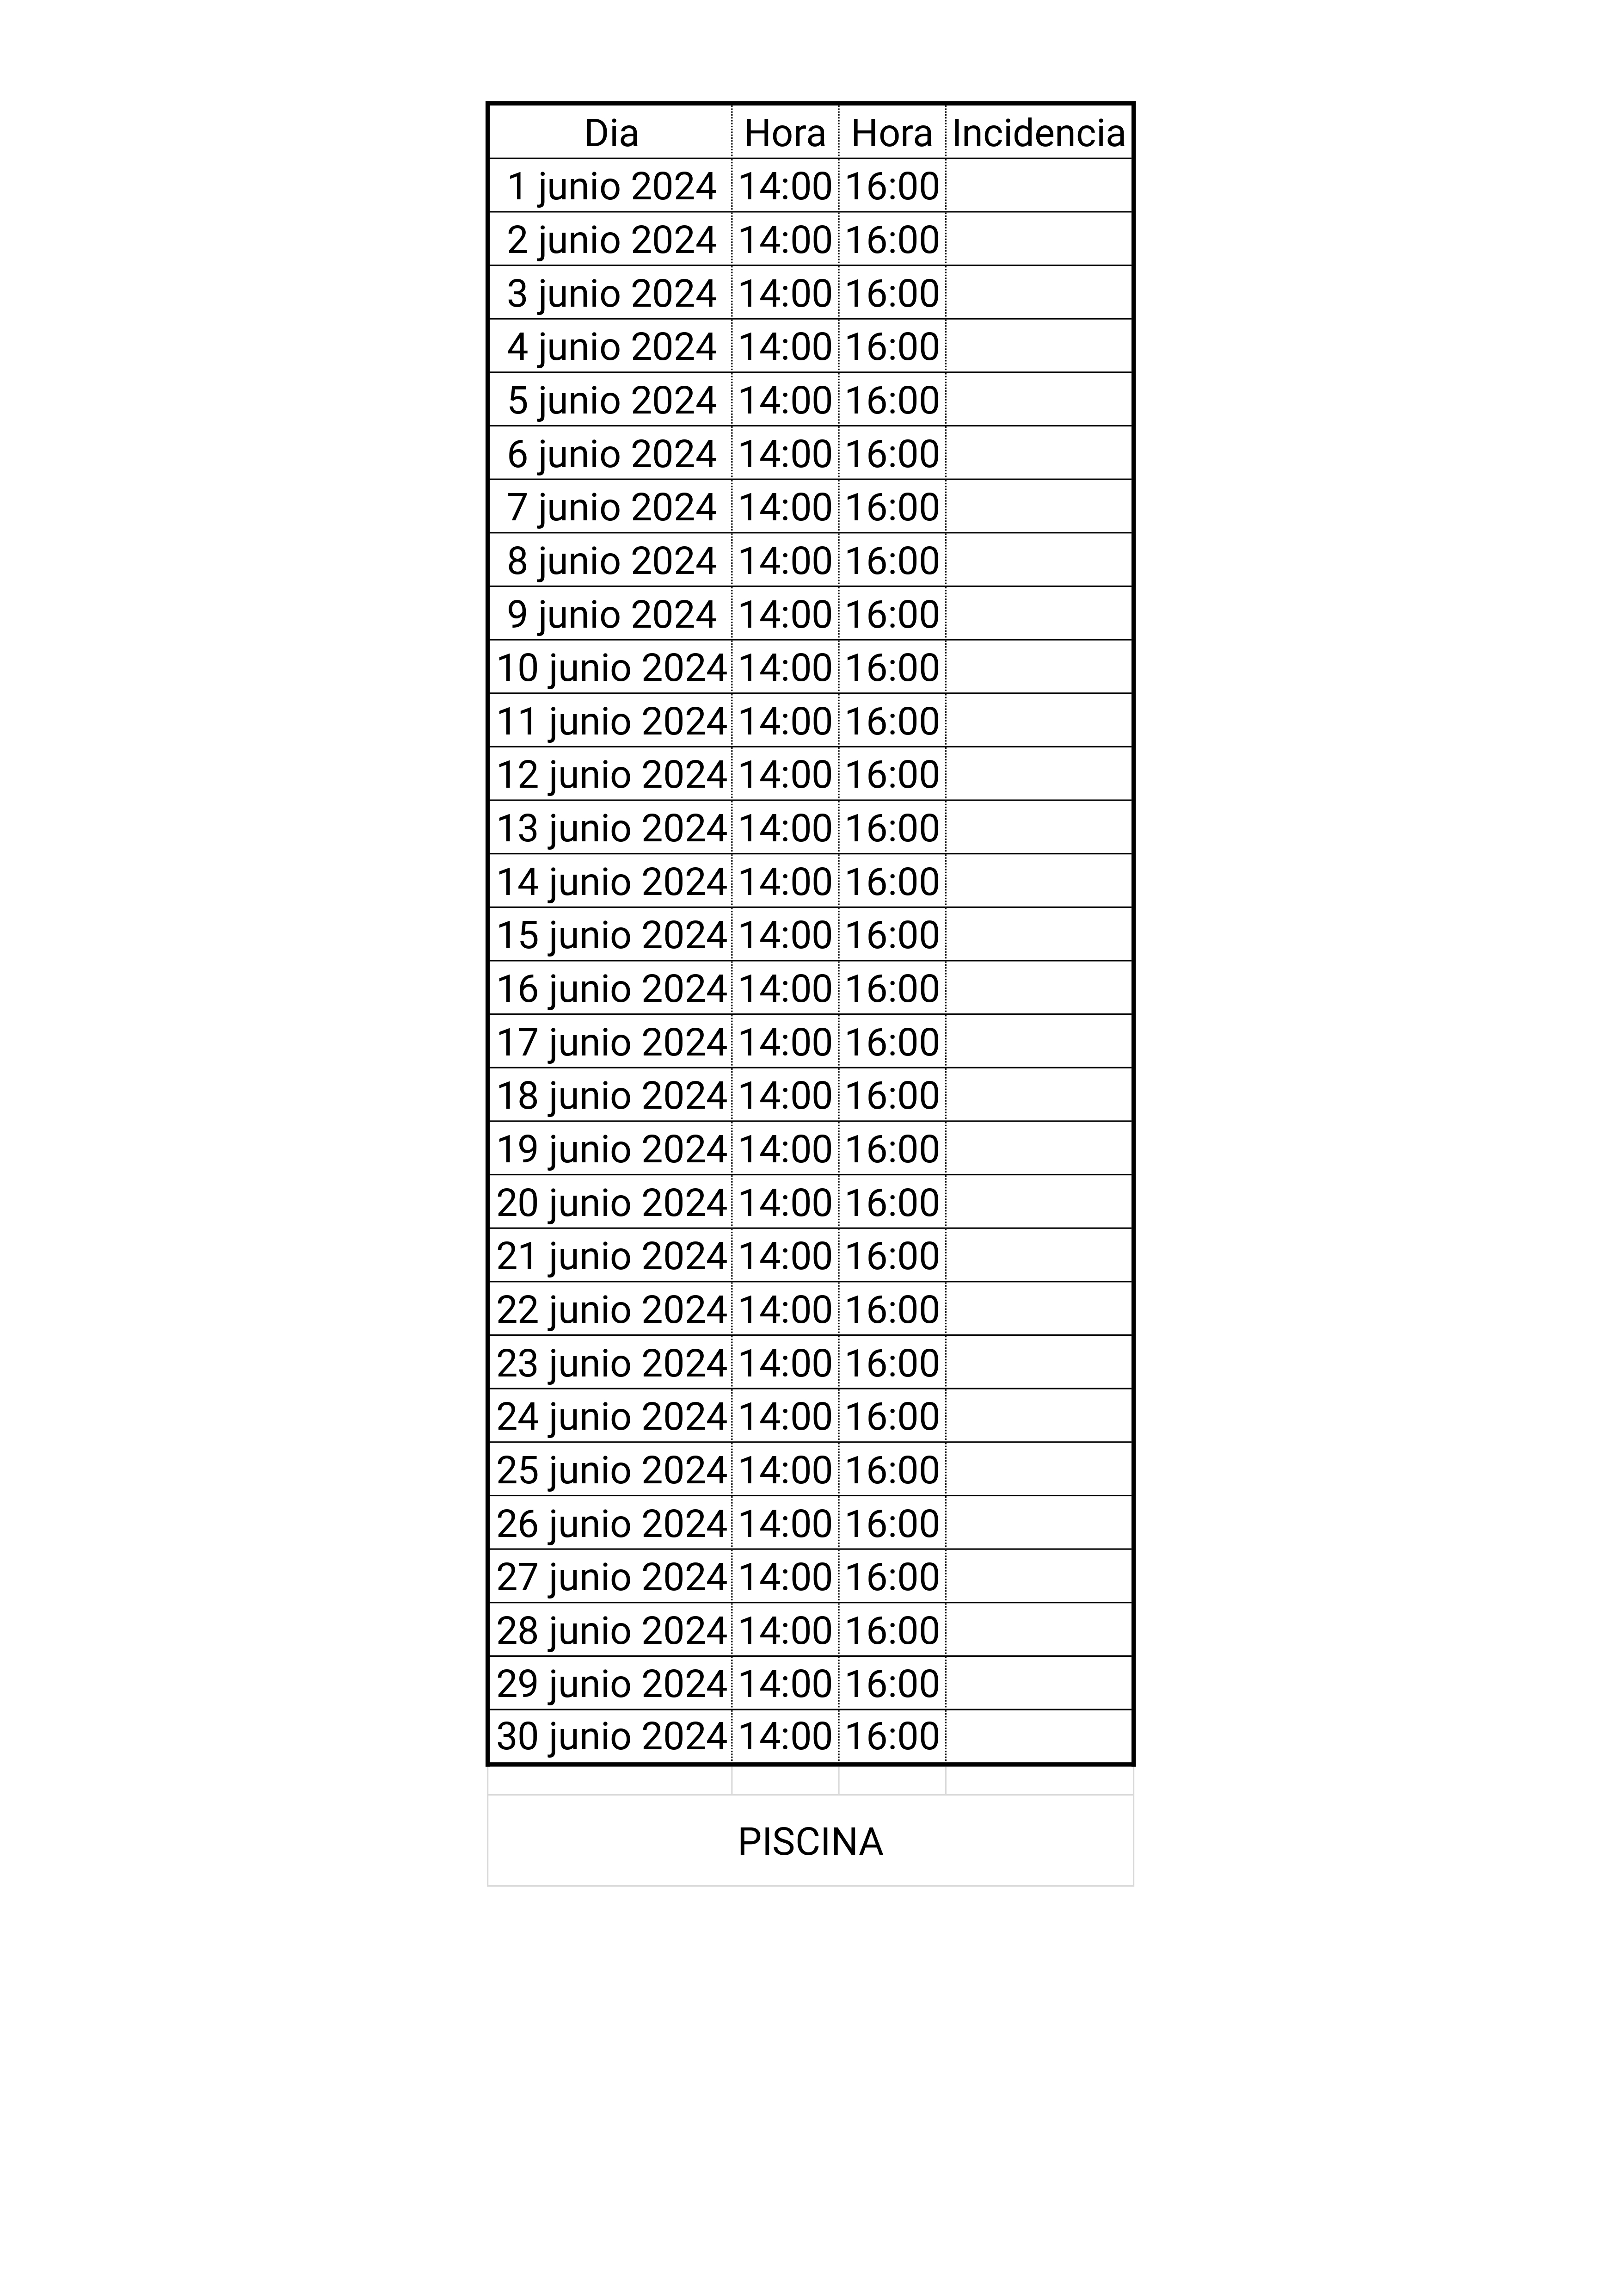 Dia Hora Hora Incidencia
1 junio 2024 14:00 16:00
2 junio 2024 14:00 16:00
3 junio 2024 14:00 16:00
4 junio 2024 14:00 16:00
5 junio 2024 14:00 16:00
6 junio 2024 14:00 16:00
7 junio 2024 14:00 16:00
8 junio 2024 14:00 16:00
9 junio 2024 14:00 16:00
10 junio 2024 14:00 16:00
11 junio 2024 14:00 16:00
12 junio 2024 14:00 16:00
13 junio 2024 14:00 16:00
14 junio 2024 14:00 16:00
15 junio 2024 14:00 16:00
16 junio 2024 14:00 16:00
17 junio 2024 14:00 16:00
18 junio 2024 14:00 16:00
19 junio 2024 14:00 16:00
20 junio 2024 14:00 16:00
21 junio 2024 14:00 16:00
22 junio 2024 14:00 16:00
23 junio 2024 14:00 16:00
24 junio 2024 14:00 16:00
25 junio 2024 14:00 16:00
26 junio 2024 14:00 16:00
27 junio 2024 14:00 16:00
28 junio 2024 14:00 16:00
29 junio 2024 14:00 16:00
30 junio 2024 14:00 16:00
PISCINA